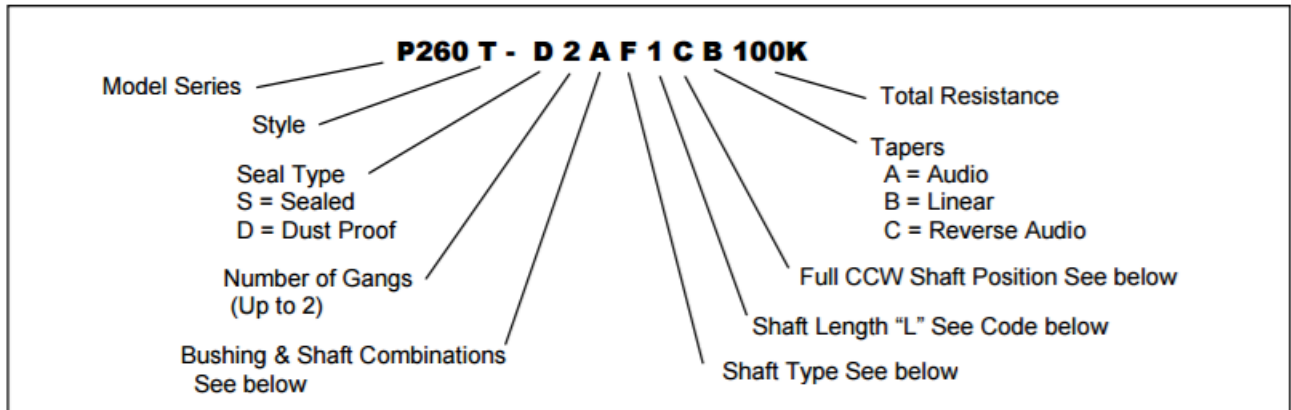 P260 T - D 2 A F 1 C B 100K
Model Series
Total Resistance
Style
Tapers
A = Audio
B = Linear
C = Reverse Audio
Seal Type
S = Sealed
D = Dust Proof
Number of Gangs
(Up to 2)
Full CCW Shaft Position See below
Shaft Length “L” See Code below
Bushing & Shaft Combinations
See below
Shaft Type See below